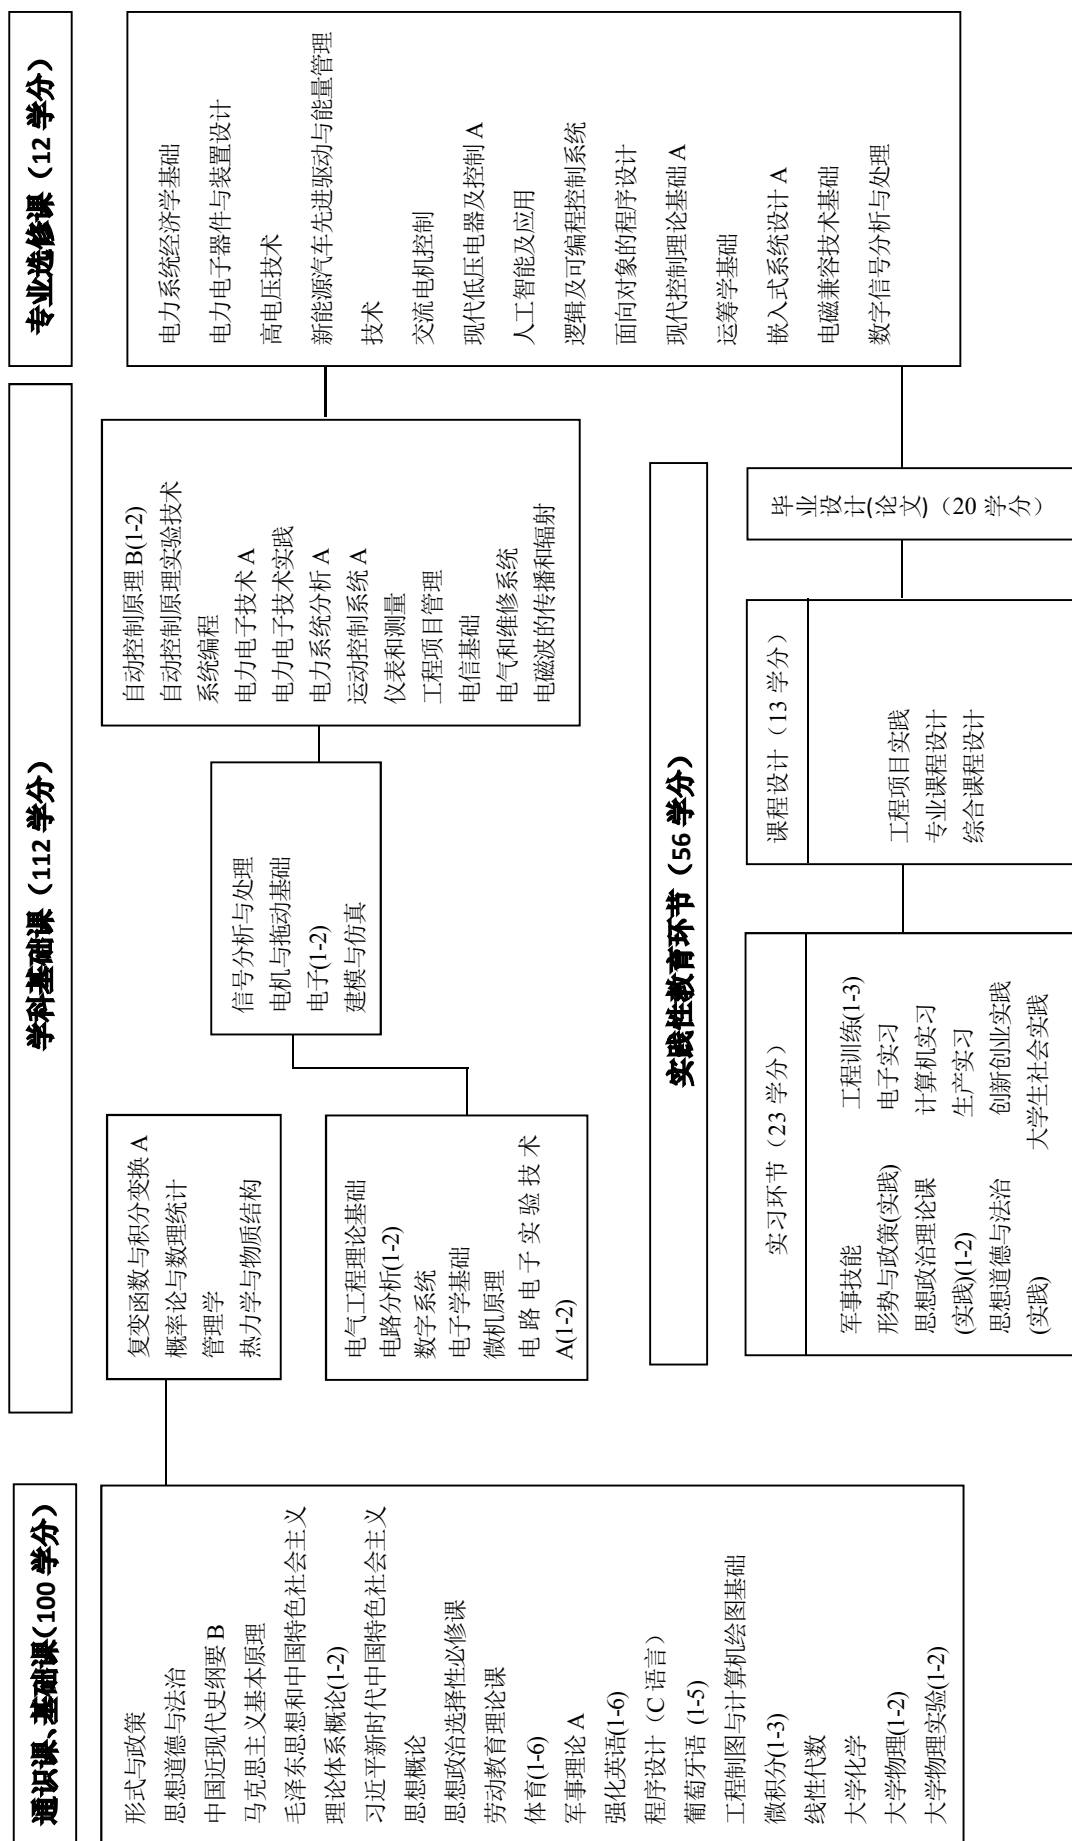 通识课、基础课(100 学分)
形式与政策
思想道德与法治
中国近现代史纲要 B
马克思主义基本原理
毛泽东思想和中国特色社会主义
理论体系概论(1-2)
习近平新时代中国特色社会主义
思想概论
思想政治选择性必修课
劳动教育理论课
体育(1-6)
军事理论 A
强化英语(1-6)
程序设计（C 语言）
葡萄牙语 (1-5)
工程制图与计算机绘图基础
微积分(1-3)
线性代数
大学化学
大学物理(1-2)
大学物理实验(1-2)
学科基础课（112 学分）
复变函数与积分变换 A
概率论与数理统计
管理学
热力学与物质结构
电气工程理论基础
电路分析(1-2)
数字系统
电子学基础
微机原理
电 路 电 子 实 验 技 术
A(1-2)
信号分析与处理
电机与拖动基础
电子(1-2)
建模与仿真
自动控制原理 B(1-2)
自动控制原理实验技术
系统编程
电力电子技术 A
电力电子技术实践
电力系统分析 A
运动控制系统 A
仪表和测量
工程项目管理
电信基础
电气和维修系统
电磁波的传播和辐射
专业选修课（12 学分）
电力系统经济学基础
电力电子器件与装置设计
高电压技术
新能源汽车先进驱动与能量管理
技术
交流电机控制
现代低压电器及控制 A
人工智能及应用
逻辑及可编程控制系统
面向对象的程序设计
现代控制理论基础 A
运筹学基础
嵌入式系统设计 A
电磁兼容技术基础
数字信号分析与处理
实践性教育环节（56 学分）
实习环节（23 学分）
军事技能
形势与政策(实践)
思想政治理论课
(实践)(1-2)
思想道德与法治
(实践)
工程训练(1-3)
电子实习
计算机实习
生产实习
创新创业实践
大学生社会实践
课程设计（13 学分）
工程项目实践
专业课程设计
综合课程设计
毕业设计(论文)（20 学分）